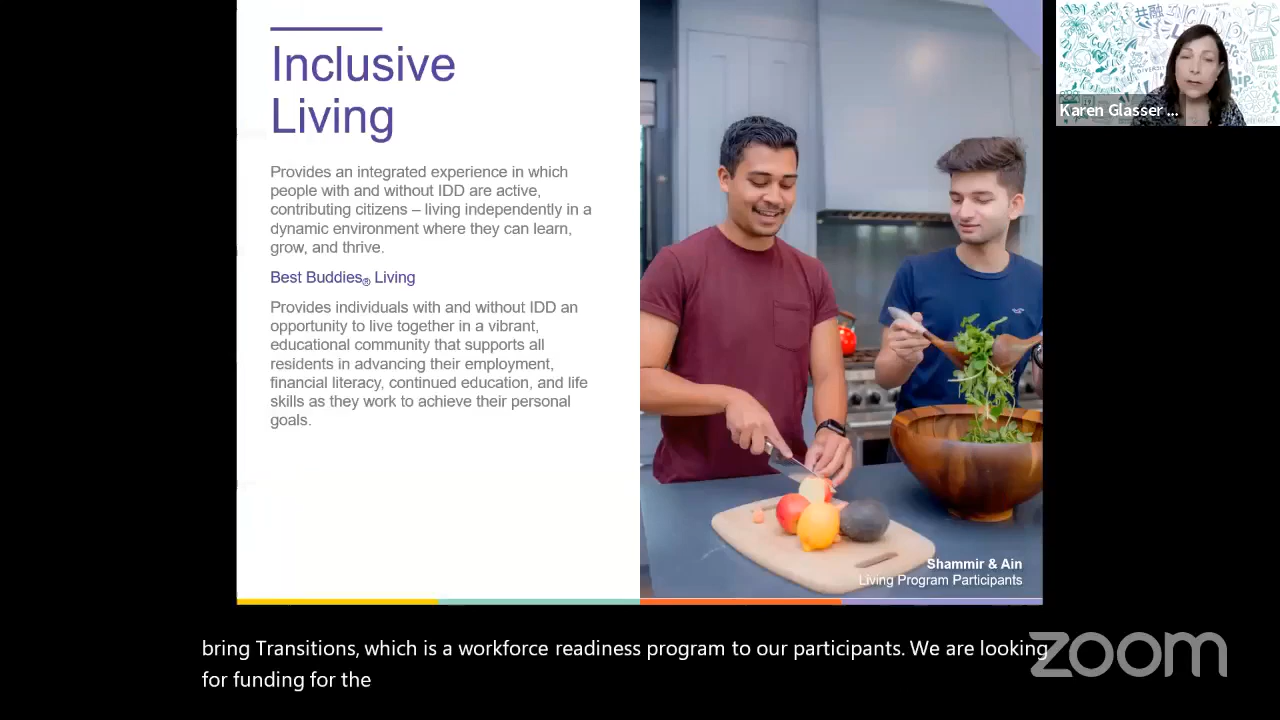 Inclusive
Living
Provides an integrated experience in which
people with and without IDD are active,
contributing citizens – living independently in a
dynamic environment where they can learn,
grow, and thrive.
Best Buddies® Living
Provides individuals with and without IDD an
opportunity to live together in a vibrant,
educational community that supports all
residents in advancing their employment,
financial literacy, continued education, and life
skills as they work to achieve their personal
goals.
Shammir & Ain
Living Program Participants
共融
Karen Glasser ...
bring Transitions, which is a workforce readiness program to our participants. We are looking
for funding for the
zoom